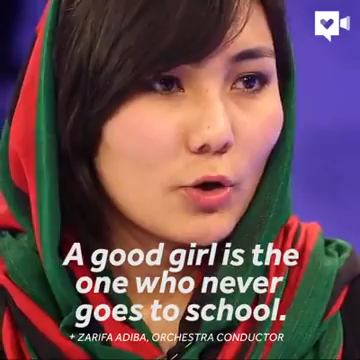 A good girl is the
one who never
goes to school.
+ ZARIFA ADIBA, ORCHESTRA CONDUCTOR